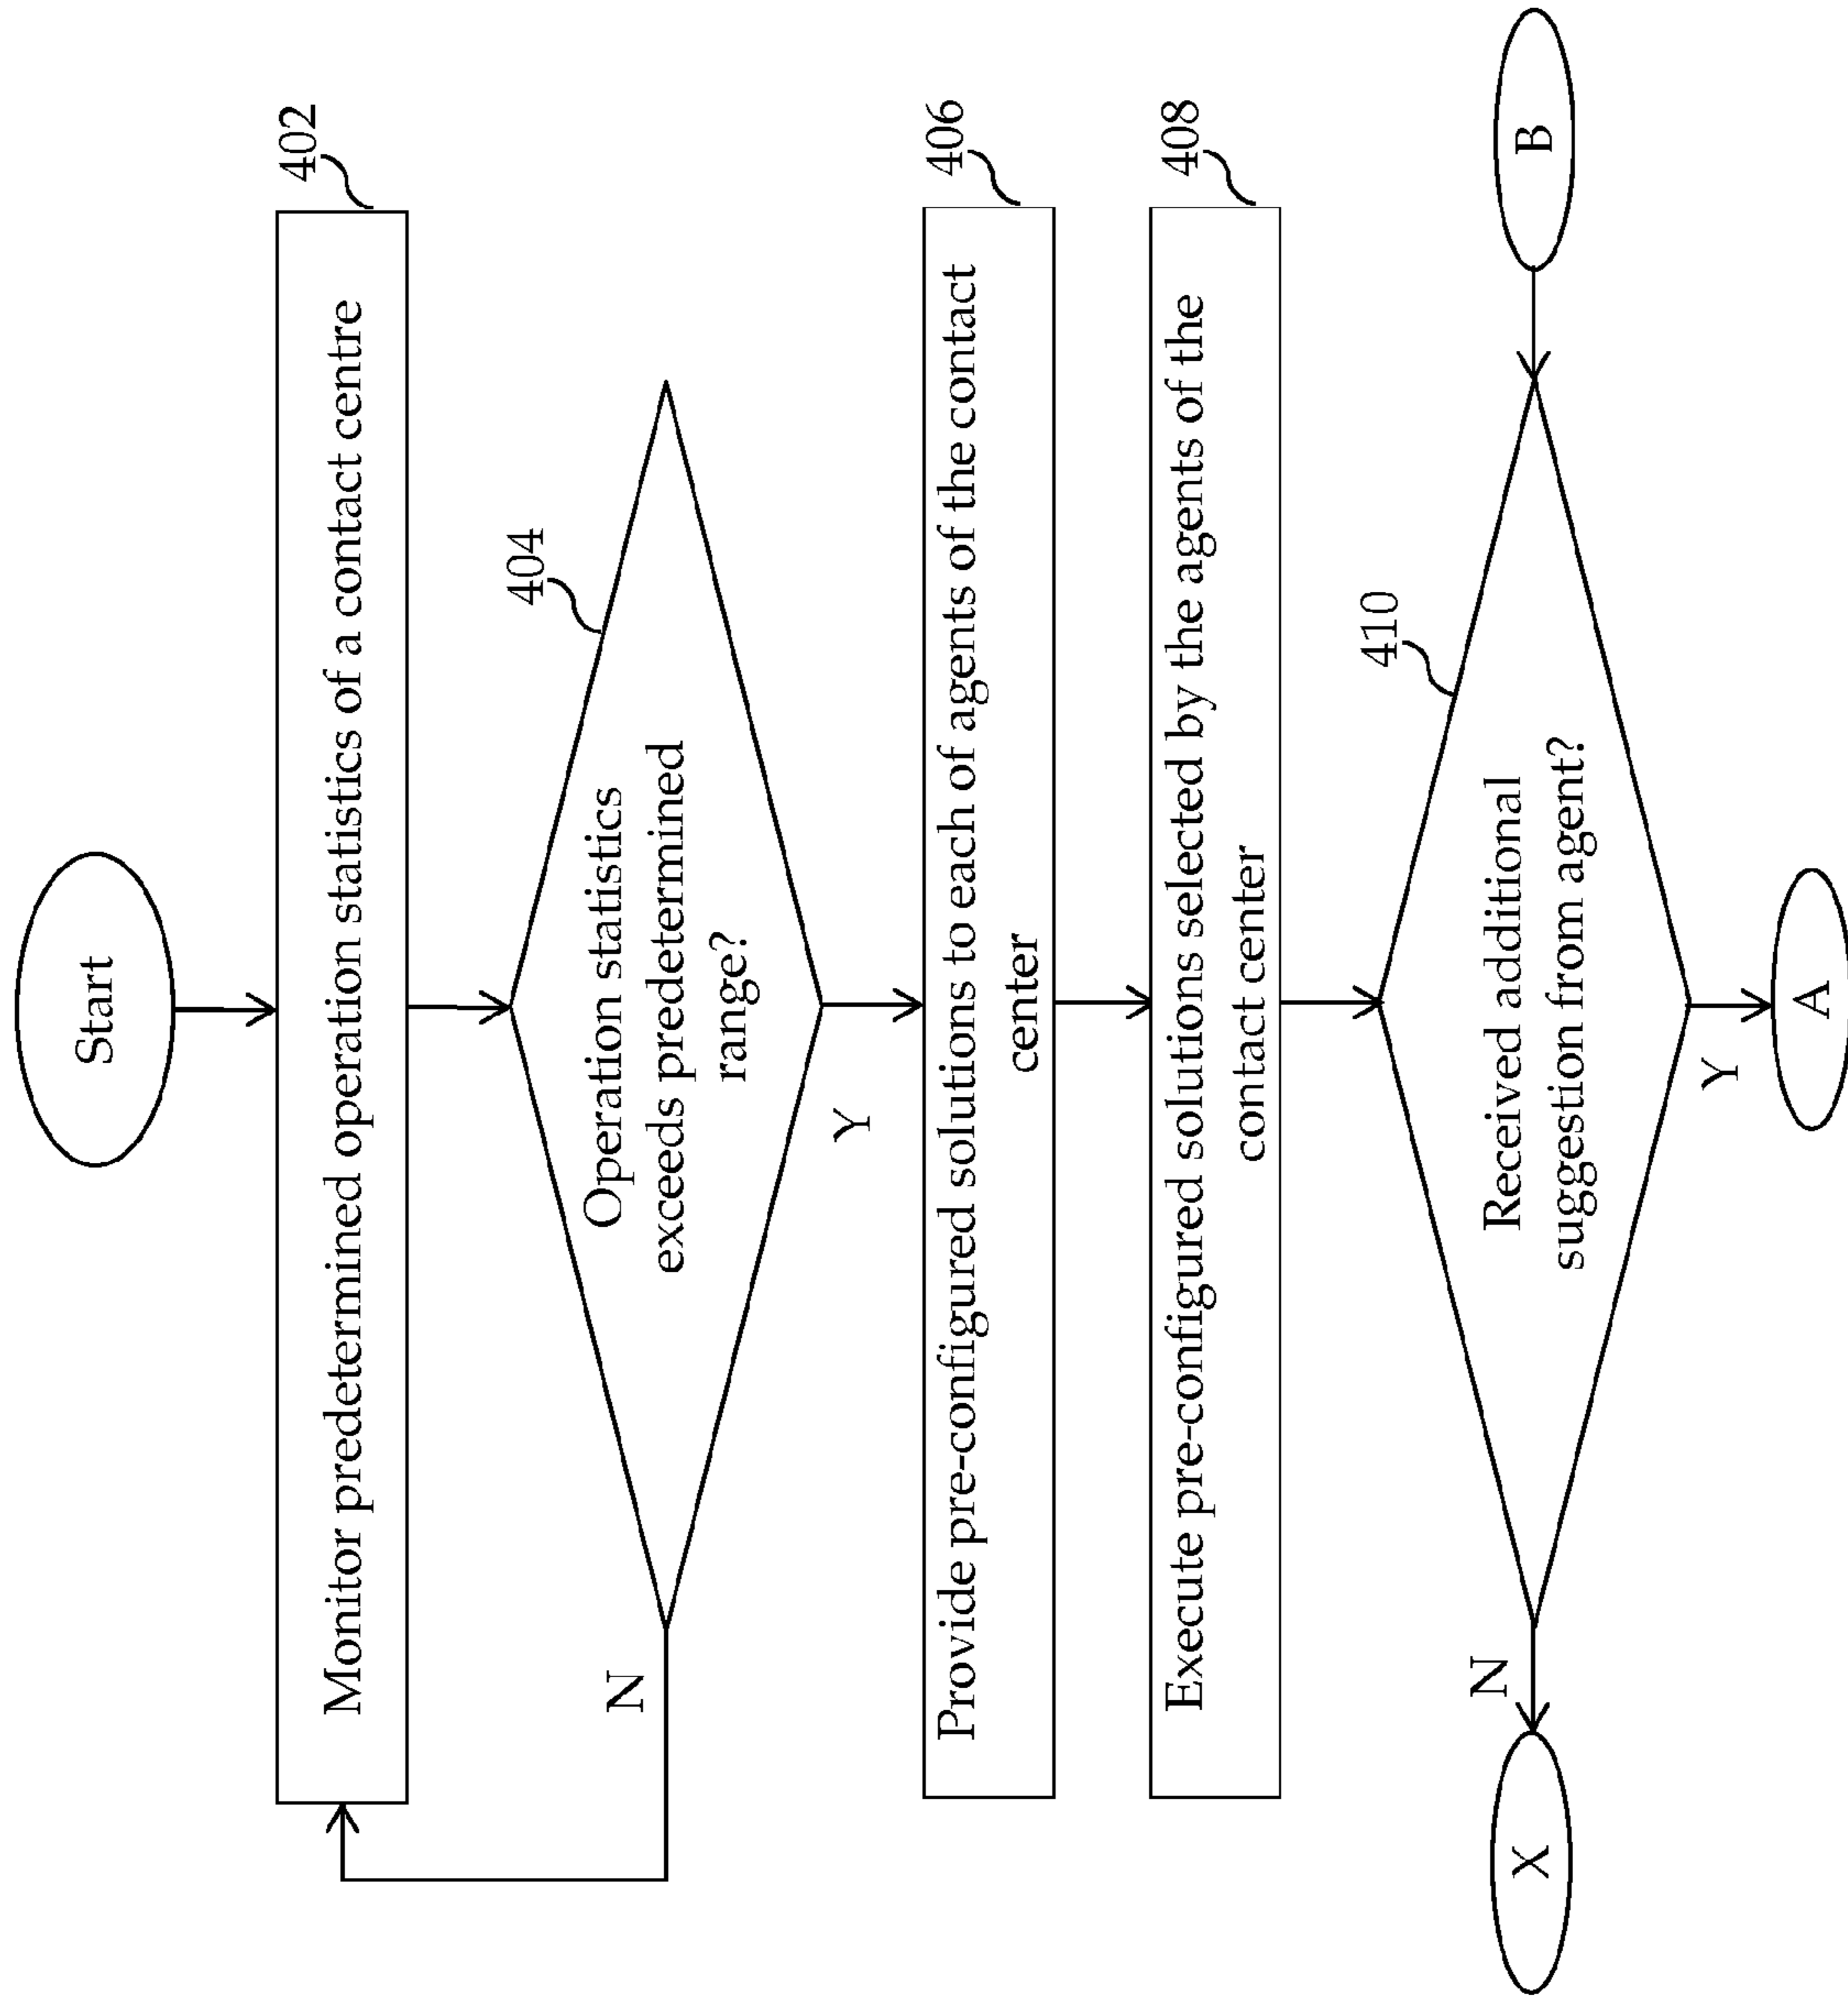 Start
402
Monitor predetermined operation statistics of a contact centre
404
Operation statistics
exceeds predetermined
range?
N
Y
406
Provide pre-configured solutions to each of agents of the contact
center
408
Execute pre-configured solutions selected by the agents of the
contact center
410
Received additional
suggestion from agent?
N
X
B
Y
A